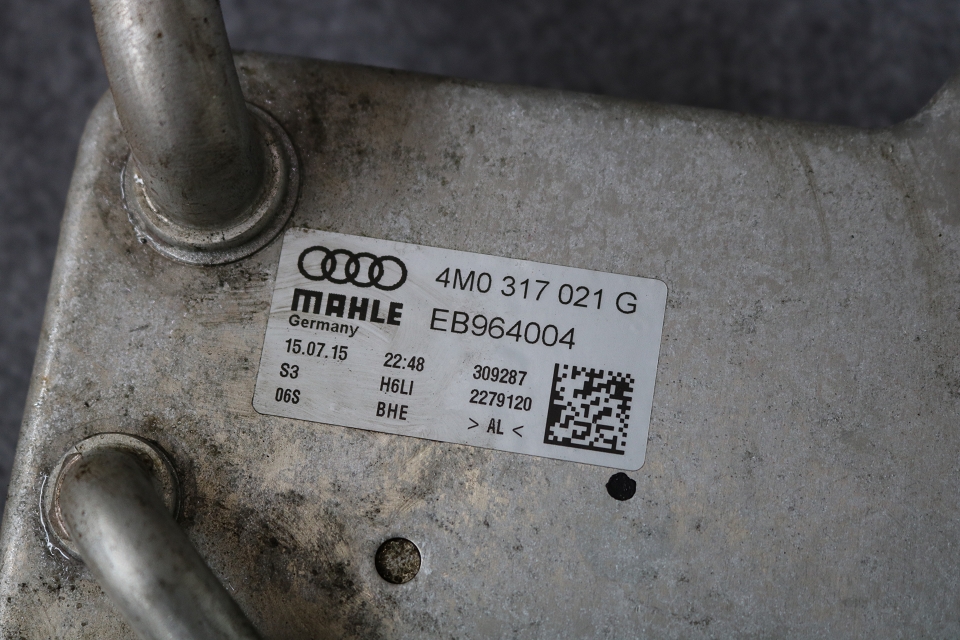 4M0 317 021 G
MAHLE
Germany
EB964004
15.07.15 22:48 309287
S3 H6LI 2279120
06S BHE > AL <